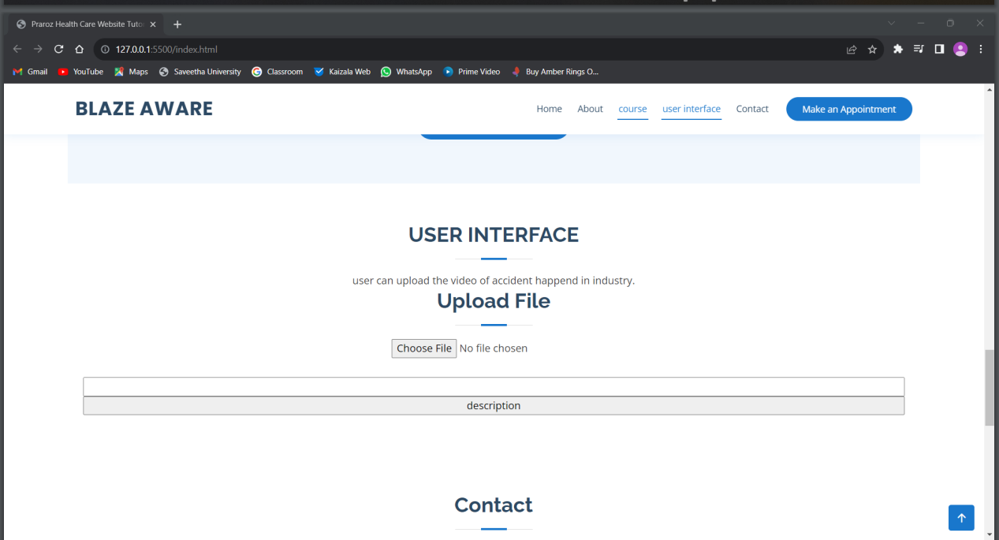 Praroz Health Care Website Tuto
127.0.0.1:5500/index.html
Gmail YouTube Maps Saveetha University Classroom Kaizala Web WhatsApp Prime Video Buy Amber Rings O...
BLAZE AWARE Home About course user interface Contact Make an Appointment
USER INTERFACE
user can upload the video of accident happend in industry.
Upload File
Choose File No file chosen
description
Contact